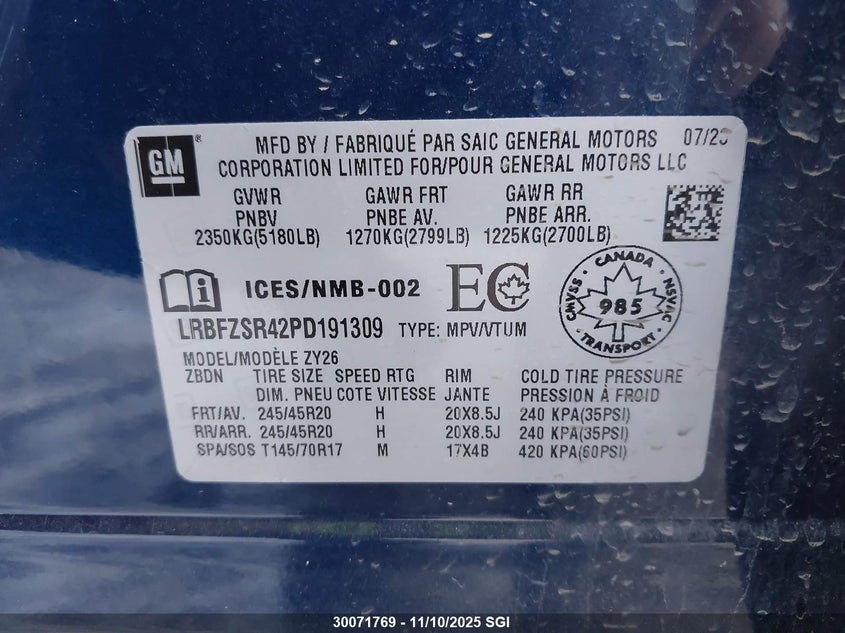 GM
MFD BY / FABRIQUÉ PAR SAIC GENERAL MOTORS 07/23
CORPORATION LIMITED FOR/POUR GENERAL MOTORS LLC
GVWR GAWR FRT GAWR RR
PNBV PNBE AV. PNBE ARR.
2350KG(5180LB) 1270KG(2799LB) 1225KG(2700LB)
ICES/NMB-002 EC
CANADA
CMVSS 985 NSVAC
TRANSPORT
LRBFZSR42PD191309 TYPE: MPV/VTUM
MODEL/MODÈLE ZY26
ZBDN TIRE SIZE SPEED RTG RIM COLD TIRE PRESSURE
DIM. PNEU COTE VITESSE JANTE PRESSION À FROID
FRT/AV. 245/45R20 H 20X8.5J 240 KPA(35PSI)
RR/ARR. 245/45R20 H 20X8.5J 240 KPA(35PSI)
SPA/SOS T145/70R17 M 17X4B 420 KPA(60PSI)
30071769 - 11/10/2025 SGI